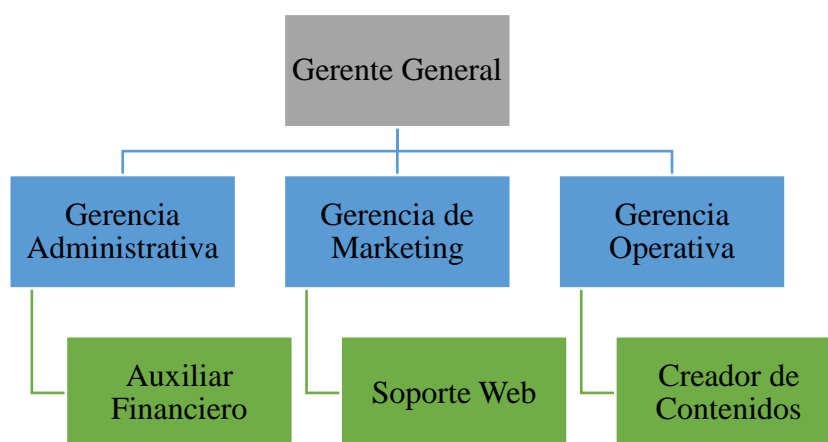 Gerente General
Gerencia
Administrativa
Gerencia de
Marketing
Gerencia
Operativa
Auxiliar
Financiero
Soporte Web
Creador de
Contenidos